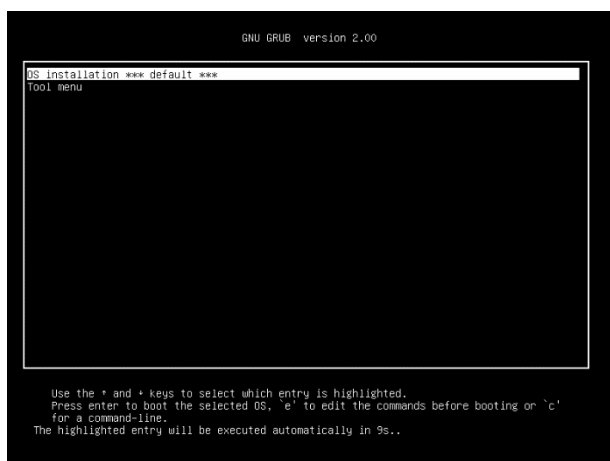 GNU GRUB  version 2.00
OS installation *** default ***
Tool menu
Use the ↑ and ↓ keys to select which entry is highlighted.
Press enter to boot the selected OS, `e' to edit the commands before booting or `c'
for a command-line.
The highlighted entry will be executed automatically in 9s..